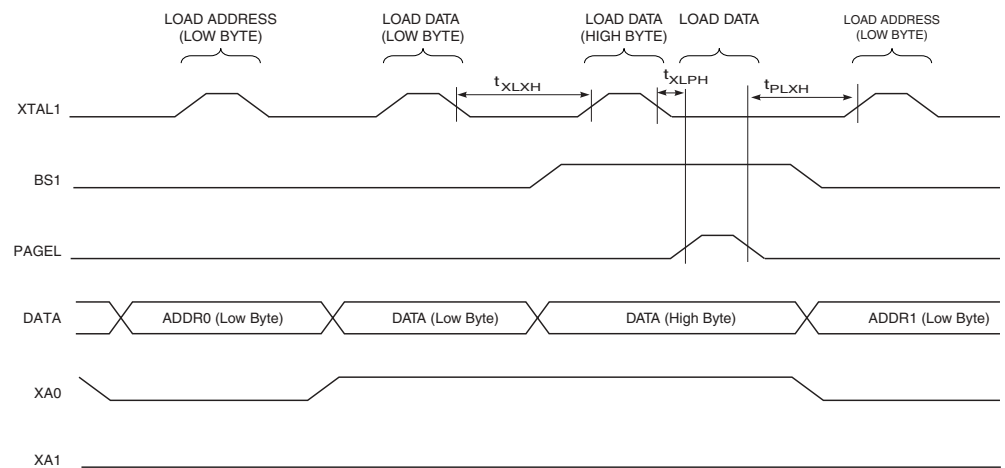 LOAD ADDRESS
(LOW BYTE)
LOAD DATA
(LOW BYTE)
LOAD DATA
(HIGH BYTE)
LOAD DATA
LOAD ADDRESS
(LOW BYTE)
XTAL1
tXLXH
tXLPH
tPLXH
BS1
PAGEL
DATA
ADDR0 (Low Byte)
DATA (Low Byte)
DATA (High Byte)
ADDR1 (Low Byte)
XA0
XA1